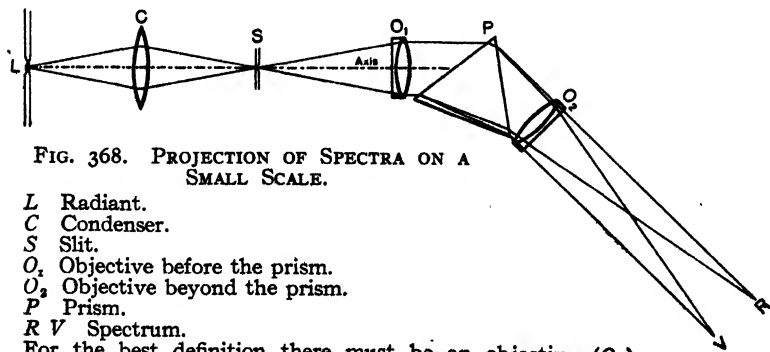 L
C
S
O₁
P
Axis
O₂
R
V
FIG. 368. PROJECTION OF SPECTRA ON A
SMALL SCALE.
L Radiant.
C Condenser.
S Slit.
O₁ Objective before the prism.
O₂ Objective beyond the prism.
P Prism.
R V Spectrum.
For the best definition there must be an objective (O₁)